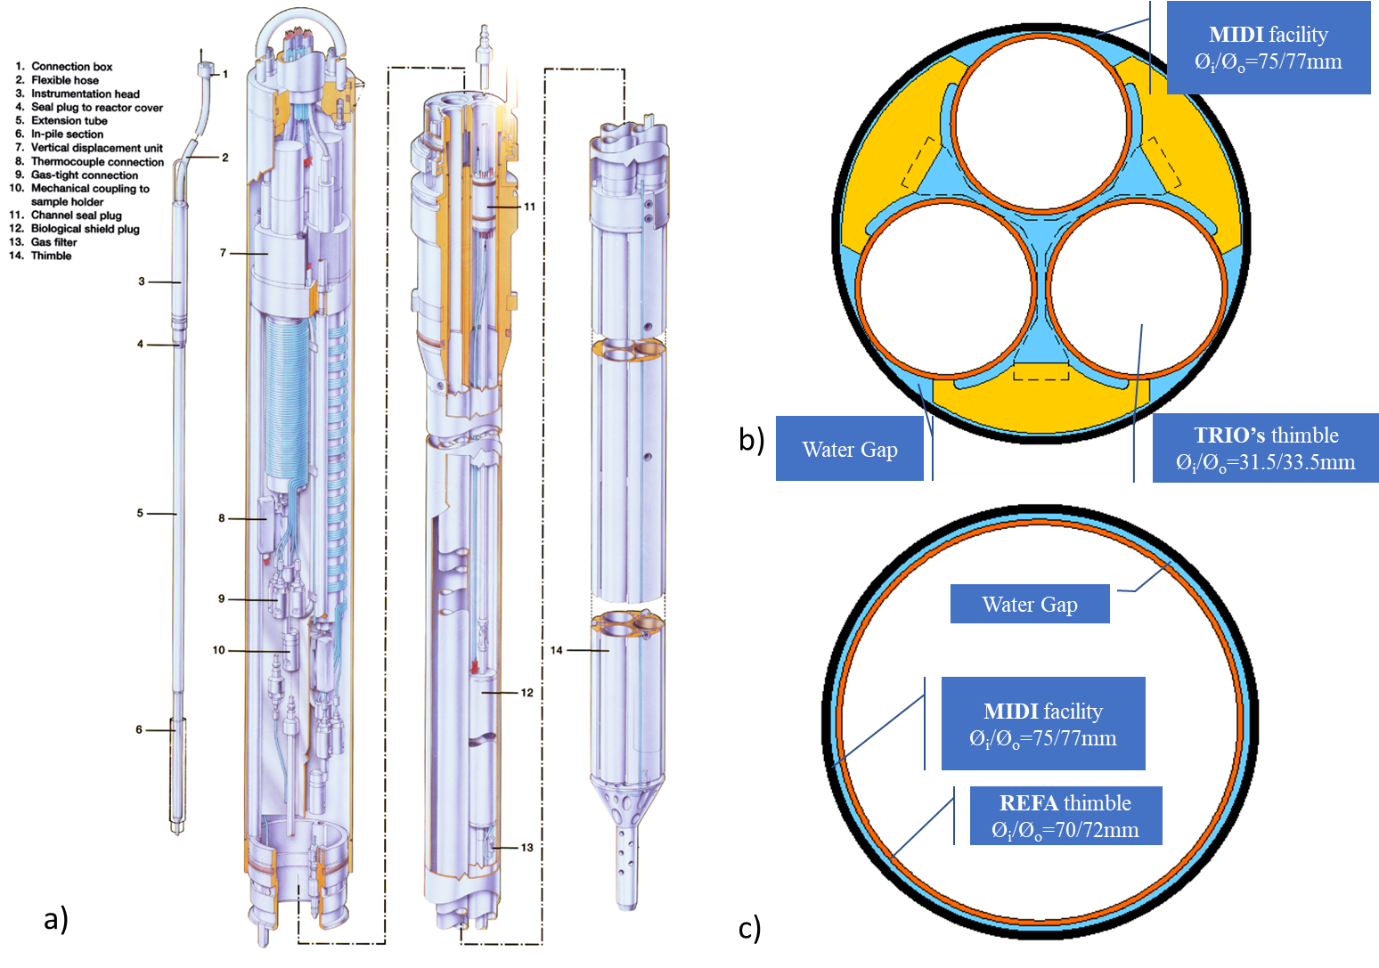 1. Connection box
2. Flexible hose
3. Instrumentation head
4. Seal plug to reactor cover
5. Extension tube
6. In-pile section
7. Vertical displacement unit
8. Thermocouple connection
9. Gas-tight connection
10. Mechanical coupling to
sample holder
11. Channel seal plug
12. Biological shield plug
13. Gas filter
14. Thimble
1
2
3
4
5
6
7
8
9
10
11
12
13
14
a)
MIDI facility
Øi/Øo=75/77mm
Water Gap
TRIO’s thimble
Øi/Øo=31.5/33.5mm
b)
Water Gap
MIDI facility
Øi/Øo=75/77mm
REFA thimble
Øi/Øo=70/72mm
c)